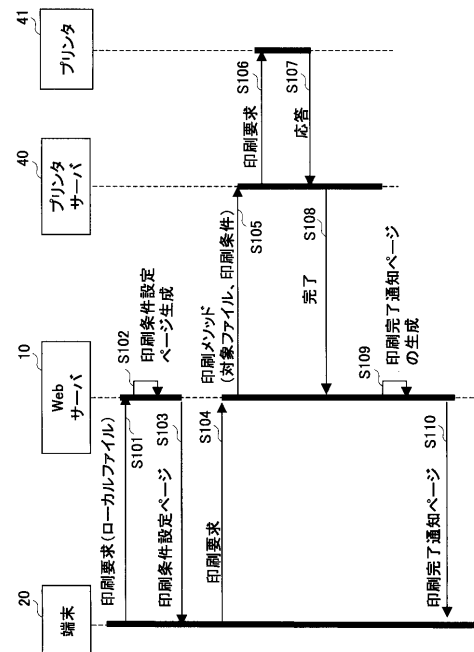 20
端末
10
Web
サーバ
40
プリンタ
サーバ
41
プリンタ
印刷要求(ローカルファイル)
S101
S102
印刷条件設定
ページ生成
S103
印刷条件設定ページ
S104
印刷要求
印刷メソッド
(対象ファイル、印刷条件)
S105
印刷要求
S106
S107
応答
S108
完了
S109
印刷完了通知ページ
の生成
S110
印刷完了通知ページ